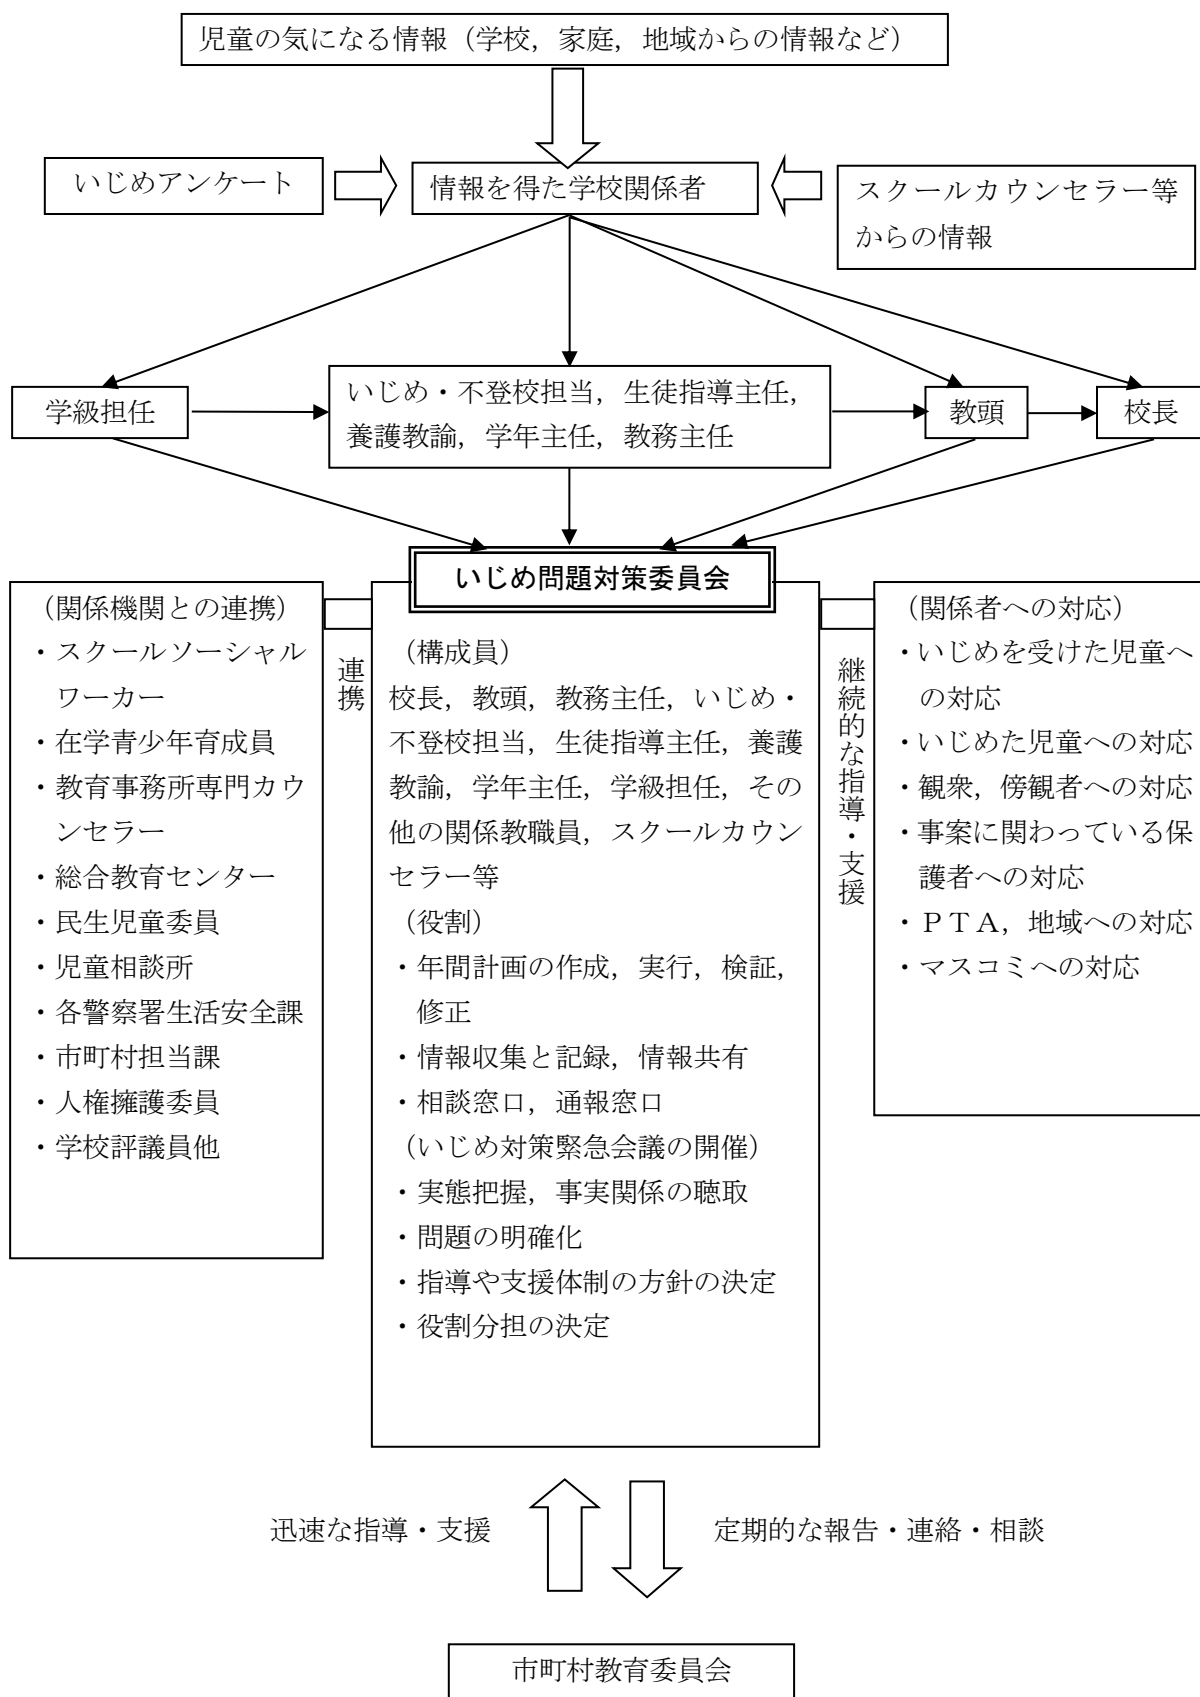 児童の気になる情報（学校，家庭，地域からの情報など）
いじめアンケート
情報を得た学校関係者
スクールカウンセラー等
からの情報
学級担任
いじめ・不登校担当，生徒指導主任，
養護教諭，学年主任，教務主任
教頭
校長
いじめ問題対策委員会
（関係機関との連携）
・スクールソーシャル
ワーカー
・在学青少年育成員
・教育事務所専門カウ
ンセラー
・総合教育センター
・民生児童委員
・児童相談所
・各警察署生活安全課
・市町村担当課
・人権擁護委員
・学校評議員他
連携
（構成員）
校長，教頭，教務主任，いじめ・
不登校担当，生徒指導主任，養護
教諭，学年主任，学級担任，その
他の関係教職員，スクールカウン
セラー等
（役割）
・年間計画の作成，実行，検証，
修正
・情報収集と記録，情報共有
・相談窓口，通報窓口
（いじめ対策緊急会議の開催）
・実態把握，事実関係の聴取
・問題の明確化
・指導や支援体制の方針の決定
・役割分担の決定
継続的な指導・支援
（関係者への対応）
・いじめを受けた児童へ
の対応
・いじめた児童への対応
・観衆，傍観者への対応
・事案に関わっている保
護者への対応
・ＰＴＡ，地域への対応
・マスコミへの対応
迅速な指導・支援
定期的な報告・連絡・相談
市町村教育委員会